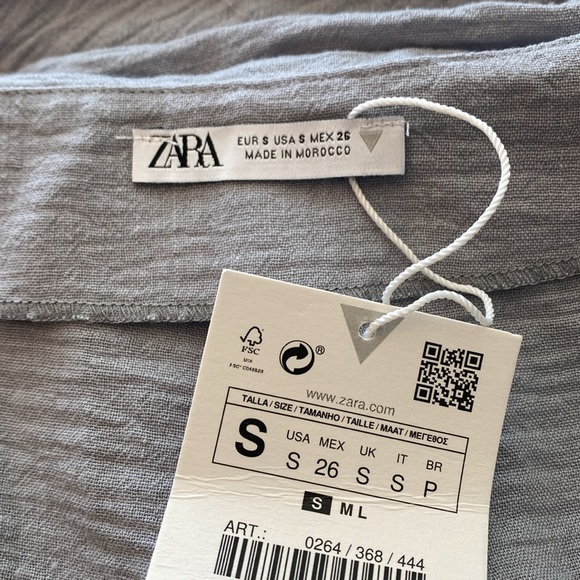 ZARA
EUR S USA S MEX 26
MADE IN MOROCCO
FSC
MIX
®
www.zara.com
TALLA / SIZE / TAMANHO / TAILLE / MAAT / ΜΕΓΕΘΟΣ
S
USA MEX UK IT BR
S 26 S S P
S M L
ART.: 0264 / 368 / 444